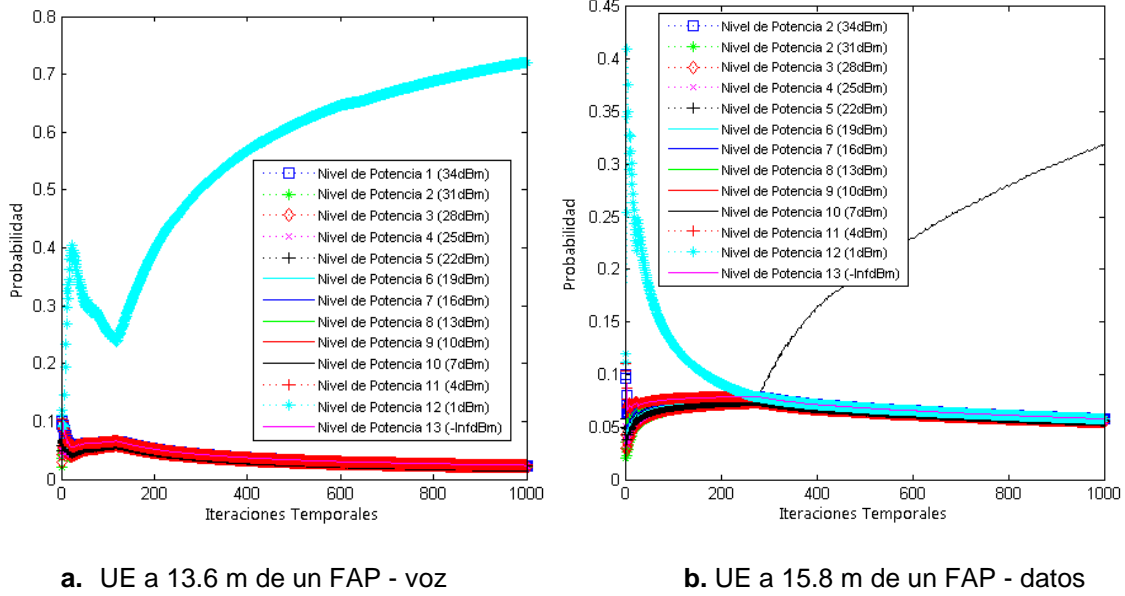 0.8
0.7
0.6
0.5
0.4
0.3
0.2
0.1
0
Probabilidad
Nivel de Potencia 1 (34dBm)
Nivel de Potencia 2 (31dBm)
Nivel de Potencia 3 (28dBm)
Nivel de Potencia 4 (25dBm)
Nivel de Potencia 5 (22dBm)
Nivel de Potencia 6 (19dBm)
Nivel de Potencia 7 (16dBm)
Nivel de Potencia 8 (13dBm)
Nivel de Potencia 9 (10dBm)
Nivel de Potencia 10 (7dBm)
Nivel de Potencia 11 (4dBm)
Nivel de Potencia 12 (1dBm)
Nivel de Potencia 13 (-InfdBm)
0 200 400 600 800 1000
Iteraciones Temporales
0.45
0.4
0.35
0.3
0.25
0.2
0.15
0.1
0.05
0
Probabilidad
Nivel de Potencia 2 (34dBm)
Nivel de Potencia 2 (31dBm)
Nivel de Potencia 3 (28dBm)
Nivel de Potencia 4 (25dBm)
Nivel de Potencia 5 (22dBm)
Nivel de Potencia 6 (19dBm)
Nivel de Potencia 7 (16dBm)
Nivel de Potencia 8 (13dBm)
Nivel de Potencia 9 (10dBm)
Nivel de Potencia 10 (7dBm)
Nivel de Potencia 11 (4dBm)
Nivel de Potencia 12 (1dBm)
Nivel de Potencia 13 (-InfdBm)
0 200 400 600 800 1000
Iteraciones Temporales
a. UE a 13.6 m de un FAP - voz
b. UE a 15.8 m de un FAP - datos